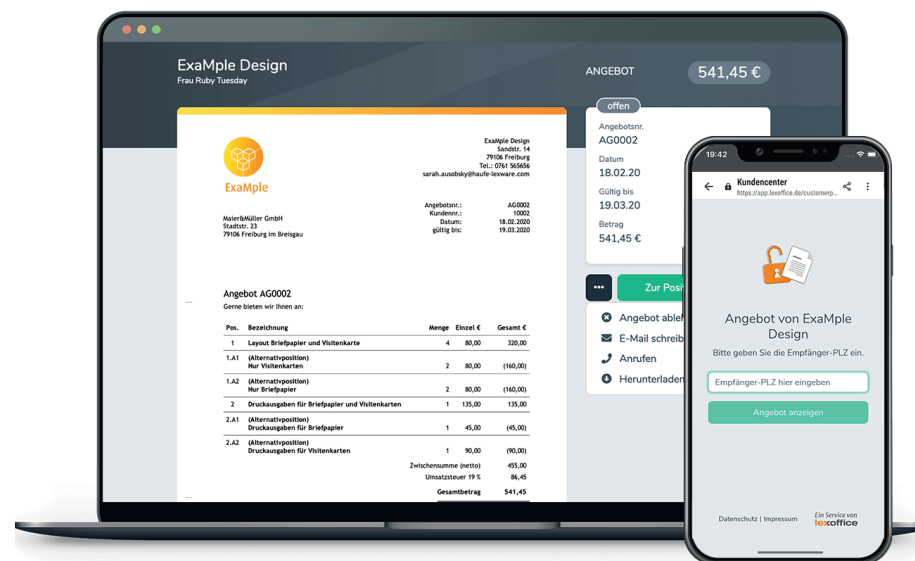 ExaMple Design
Frau Ruby Tuesday
ANGEBOT
541,45 €
ExaMple
ExaMple Design
Sandstr. 14
79106 Freiburg
Tel.: 0761 565656
sarah.ausobsky@haufe-lexware.com
Maier&Müller GmbH
Stadtstr. 23
79106 Freiburg im Breisgau
Angebotsnr.: AG0002
Kundennr.: 10002
Datum: 18.02.2020
gültig bis: 19.03.2020
Angebot AG0002
Gerne bieten wir Ihnen an:
Pos. Bezeichnung Menge Einzel € Gesamt €
1 Layout Briefpapier und Visitenkarte 4 80,00 320,00
1.A1 (Alternativposition)
Nur Visitenkarten 2 80,00 (160,00)
1.A2 (Alternativposition)
Nur Briefpapier 2 80,00 (160,00)
2 Druckausgaben für Briefpapier und Visitenkarten 1 135,00 135,00
2.A1 (Alternativposition)
Druckausgaben für Briefpapier 1 45,00 (45,00)
2.A2 (Alternativposition)
Druckausgaben für Visitenkarten 1 90,00 (90,00)
Zwischensumme (netto) 455,00
Umsatzsteuer 19 % 86,45
Gesamtbetrag 541,45
offen
Angebotsnr.
AG0002
Datum
18.02.20
Gültig bis
19.03.20
Betrag
541,45 €
Zur Posi
Angebot able
E-Mail schreib
Anrufen
Herunterladen
19:42
Kundencenter
https://app.lexoffice.de/customerp...
Angebot von ExaMple
Design
Bitte geben Sie die Empfänger-PLZ ein.
Empfänger-PLZ hier eingeben
Angebot anzeigen
Datenschutz | Impressum
Ein Service von
lexoffice